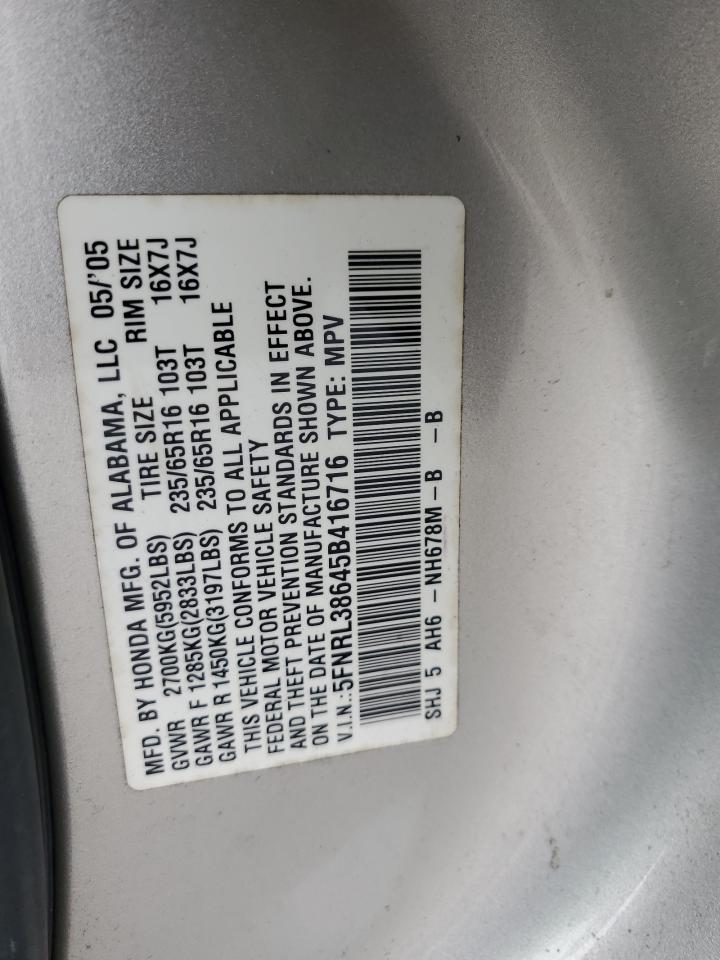 MFD. BY HONDA MFG. OF ALABAMA, LLC 05/'05
GVWR 2700KG(5952LBS) TIRE SIZE RIM SIZE
GAWR F 1285KG(2833LBS) 235/65R16 103T 16X7J
GAWR R 1450KG(3197LBS) 235/65R16 103T 16X7J
THIS VEHICLE CONFORMS TO ALL APPLICABLE
FEDERAL MOTOR VEHICLE SAFETY
AND THEFT PREVENTION STANDARDS IN EFFECT
ON THE DATE OF MANUFACTURE SHOWN ABOVE.
V.I.N.:5FNRL38645B416716 TYPE: MPV
SHJ 5 AH6 -NH678M-B -B